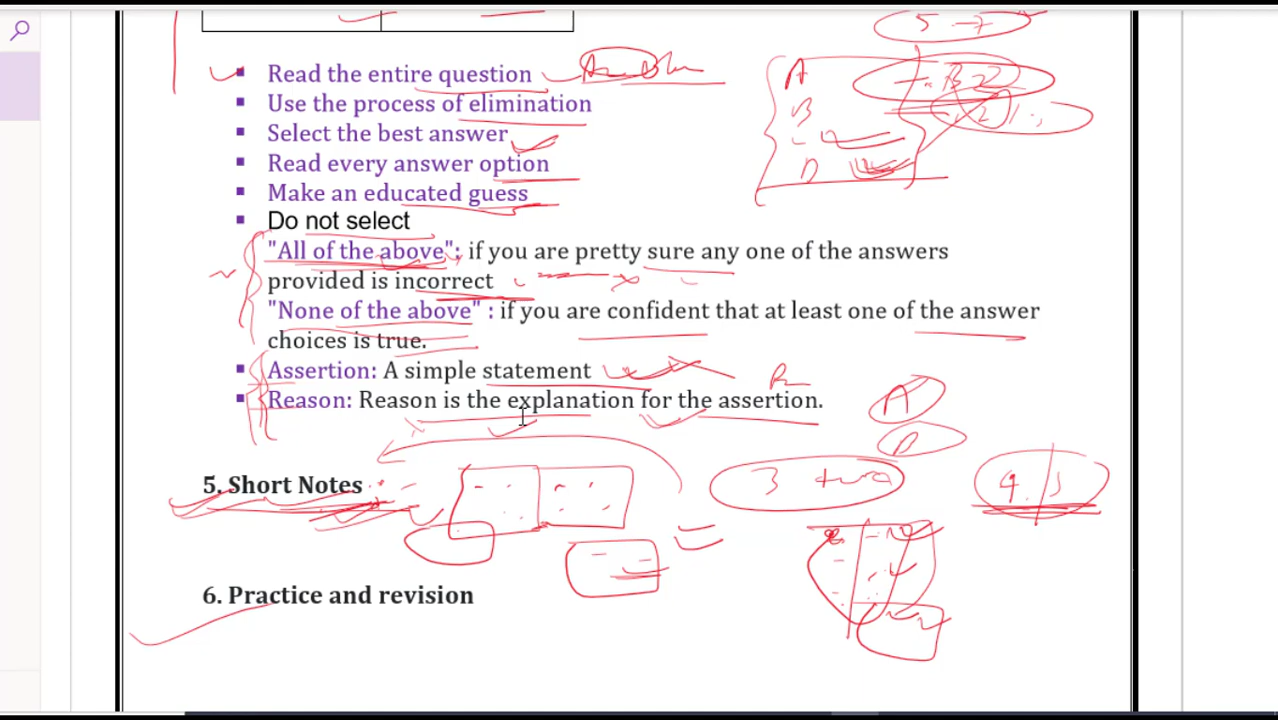 5-7
Read the entire question
A
Use the process of elimination
B
Select the best answer
Read every answer option
D
Make an educated guess
Do not select
"All of the above": if you are pretty sure any one of the answers
provided is incorrect
"None of the above" : if you are confident that at least one of the answer
choices is true.
Assertion: A simple statement
Reason: Reason is the explanation for the assertion.
A
5. Short Notes
3
6. Practice and revision